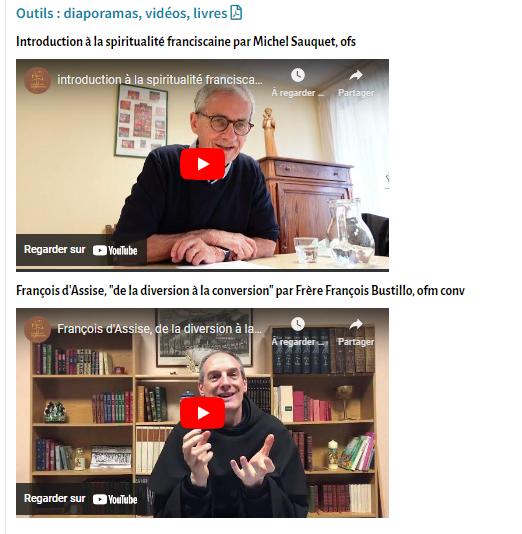 Outils : diaporamas, vidéos, livres
Introduction à la spiritualité franciscaine par Michel Sauquet, ofs
introduction à la spiritualité francisca...
À regarder ...
Partager
Regarder sur YouTube
François d'Assise, "de la diversion à la conversion" par Frère François Bustillo, ofm conv
François d'Assise, de la diversion à la...
À regarder ...
Partager
Regarder sur YouTube